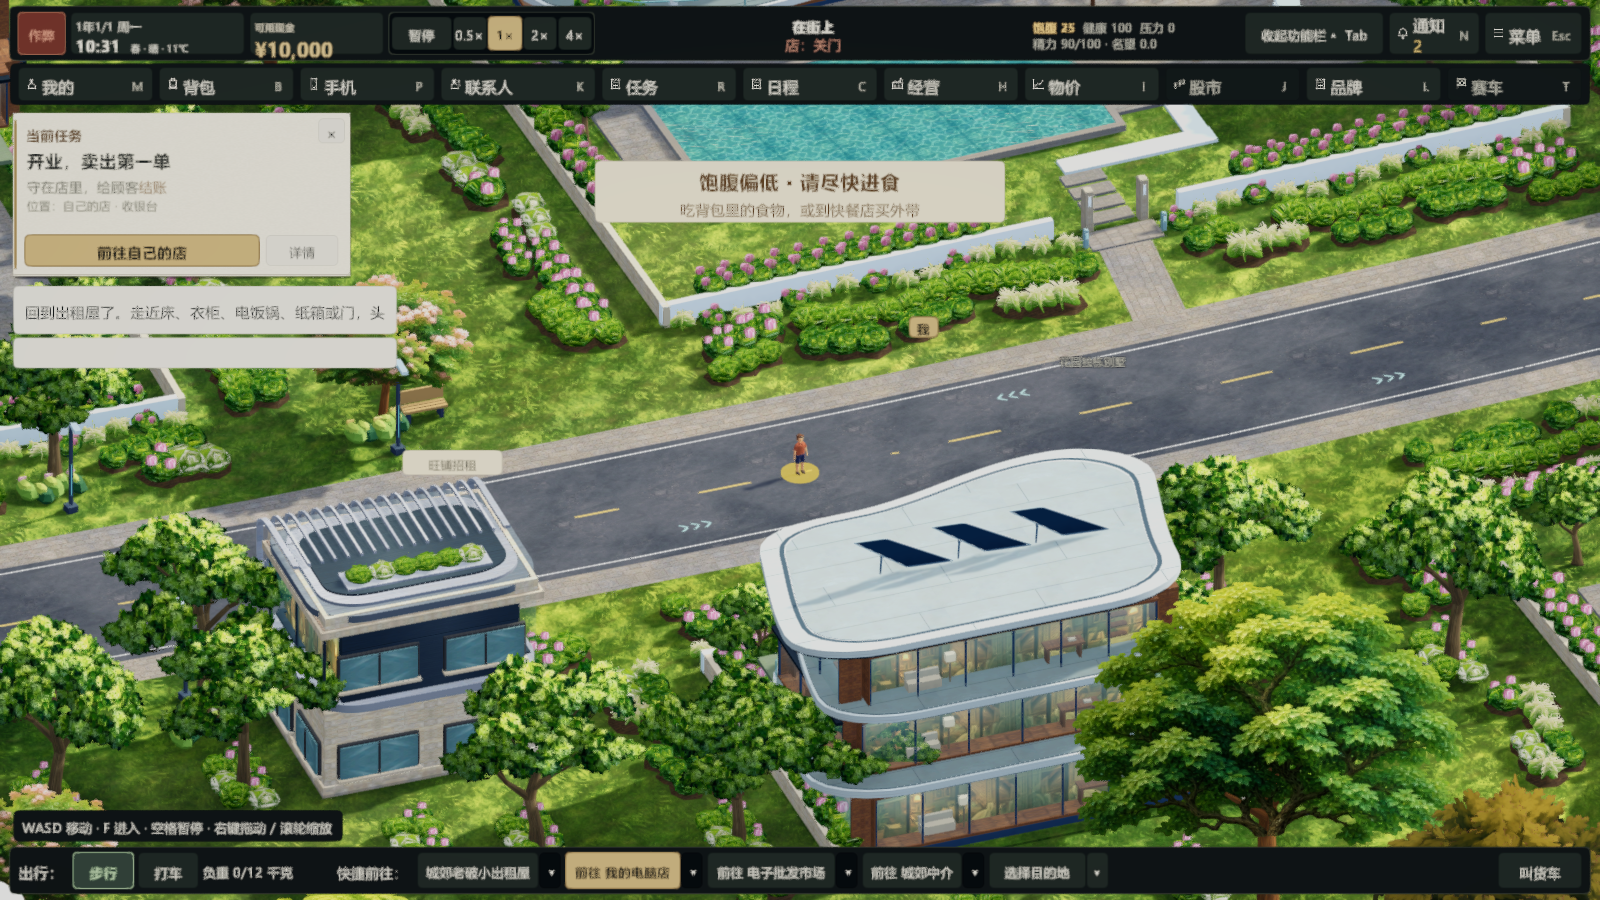 作弊
1年1/1 周一
10:31 春·晴·11℃
可用现金
¥10,000
暂停 0.5× 1× 2× 4×
在街上
店：关门
饱腹 25 健康 100 压力 0
精力 90/100 · 名望 0.0
收起功能栏 Tab
通知 2 N
菜单 Esc
我的 M
背包 B
手机 P
联系人 K
任务 R
日程 C
经营 H
物价 I
股市 J
品牌 L
赛车 T
当前任务 ×
开业，卖出第一单
守在店里，给顾客结账
位置：自己的店 · 收银台
前往自己的店 详情
饱腹偏低 · 请尽快进食
吃背包里的食物，或到快餐店买外带
回到出租屋了。走近床、衣柜、电饭锅、纸箱或门，头
我
旺铺招租
WASD 移动 · F 进入 · 空格暂停 · 右键拖动 / 滚轮缩放
出行： 步行 打车 负重 0/12 千克 快捷前往： 城郊老破小出租屋 前往 我的电脑店 前往 电子批发市场 前往 城郊中介 选择目的地 叫货车